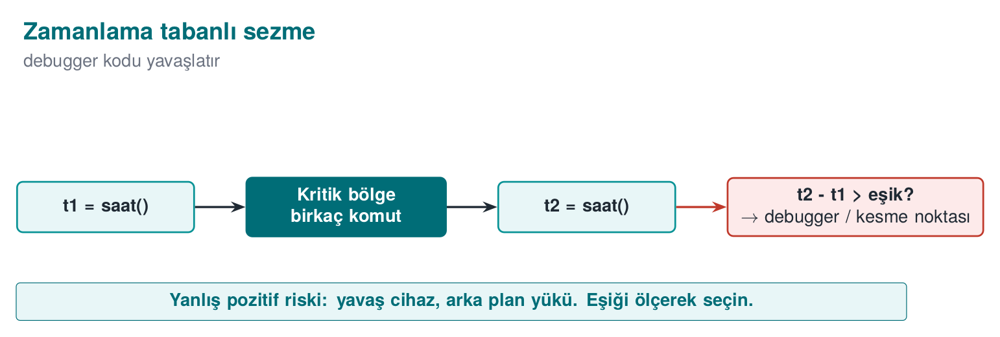 Zamanlama tabanlı sezme
debugger kodu yavaşlatır
t1 = saat()
Kritik bölge
birkaç komut
t2 = saat()
t2 - t1 > eşik?
→ debugger / kesme noktası
Yanlış pozitif riski: yavaş cihaz, arka plan yükü. Eşiği ölçerek seçin.